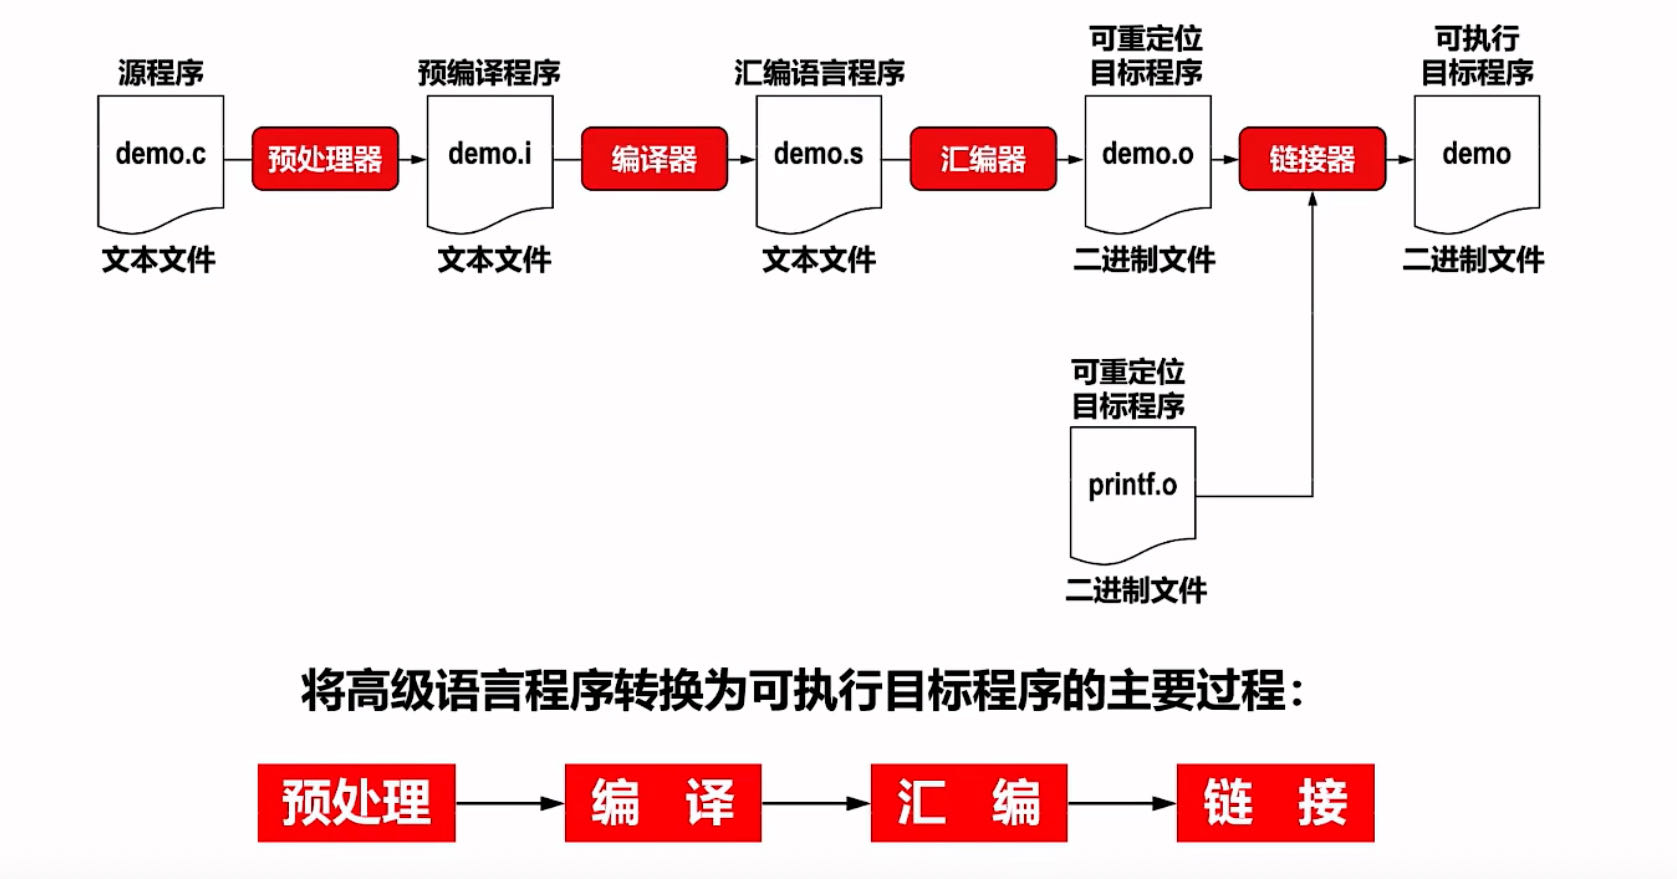 源程序
预编译程序
汇编语言程序
可重定位
目标程序
可执行
目标程序
demo.c
预处理器
demo.i
编译器
demo.s
汇编器
demo.o
链接器
demo
文本文件
文本文件
文本文件
二进制文件
二进制文件
可重定位
目标程序
printf.o
二进制文件
将高级语言程序转换为可执行目标程序的主要过程：
预处理
编 译
汇 编
链 接